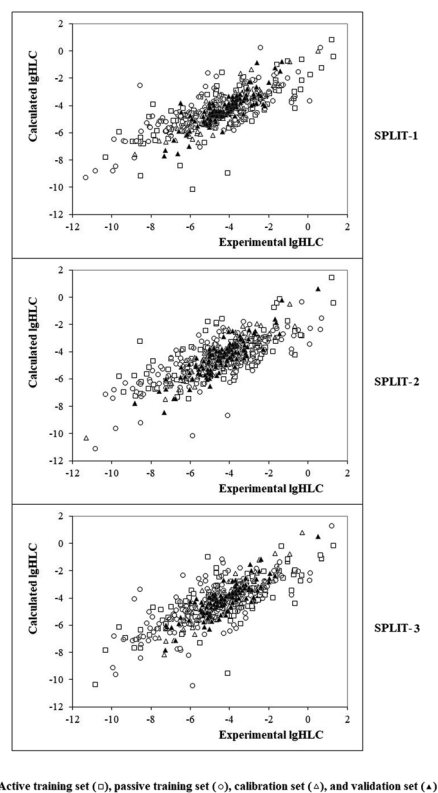 2
0
-2
-4
-6
-8
-10
-12
Calculated lgHLC
-12 -10 -8 -6 -4 -2 0 2
Experimental lgHLC
SPLIT-1
2
0
-2
-4
-6
-8
-10
-12
Calculated lgHLC
-12 -10 -8 -6 -4 -2 0 2
Experimental lgHLC
SPLIT-2
2
0
-2
-4
-6
-8
-10
-12
Calculated lgHLC
-12 -10 -8 -6 -4 -2 0 2
Experimental lgHLC
SPLIT-3
Active training set (□), passive training set (○), calibration set (△), and validation set (▲)